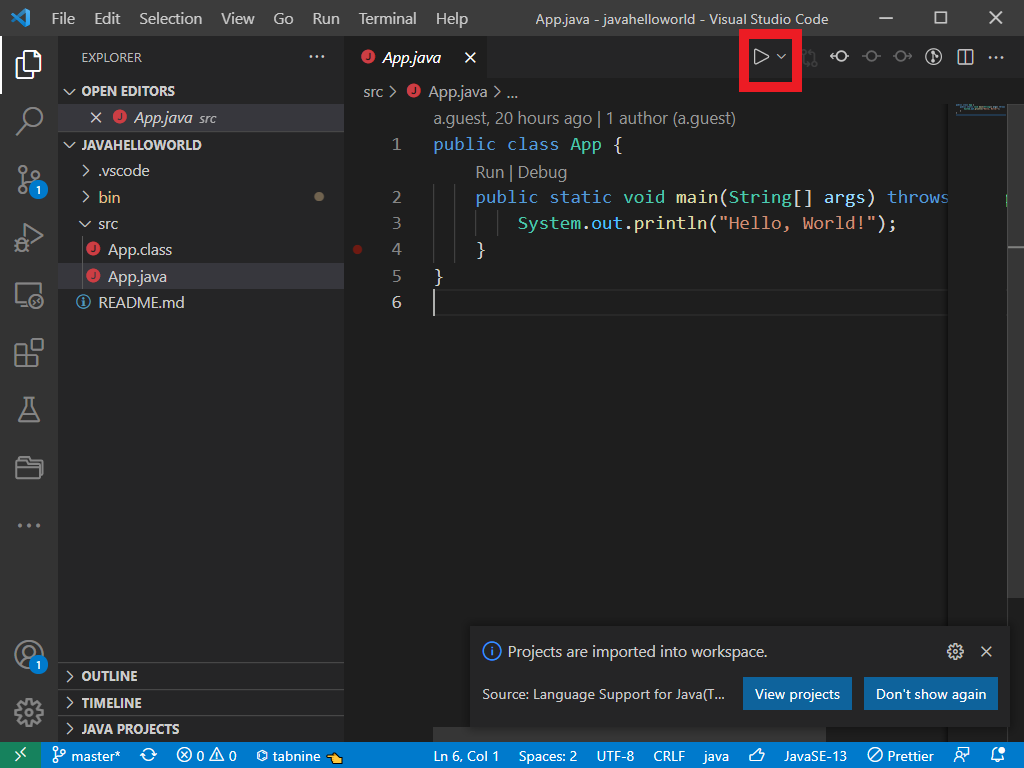 File Edit Selection View Go Run Terminal Help App.java - javahelloworld - Visual Studio Code
EXPLORER
OPEN EDITORS
App.java src
JAVAHELLOWORLD
.vscode
bin
src
App.class
App.java
README.md
OUTLINE
TIMELINE
JAVA PROJECTS
1
1
App.java
src > App.java > ...
a.guest, 20 hours ago | 1 author (a.guest)
1 public class App {
Run | Debug
2 public static void main(String[] args) throws
3 System.out.println("Hello, World!");
4 }
5 }
6
Projects are imported into workspace.
Source: Language Support for Java(T... View projects Don't show again
master* 0 0 tabnine Ln 6, Col 1 Spaces: 2 UTF-8 CRLF java JavaSE-13 Prettier